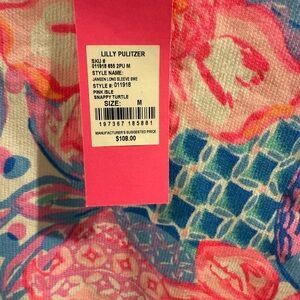 LILLY PULITZER
SKU #
011918 655 2PU M
STYLE NAME:
JANSEN LONG SLEEVE SWE
STYLE #: 011918
PINK ISLE
SNAPPY TURTLE
SIZE: M
197367 185881
MANUFACTURER'S SUGGESTED PRICE
$108.00